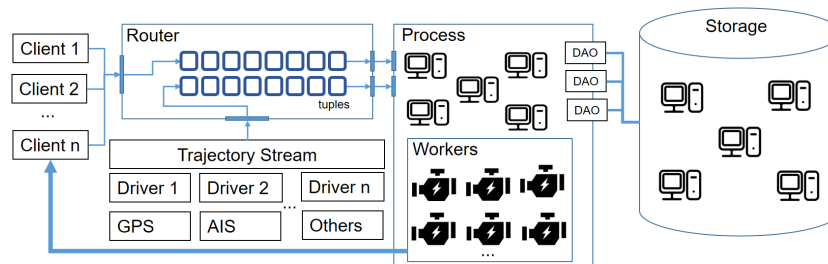 Client 1
Client 2
...
Client n
Router
tuples
Trajectory Stream
Driver 1
Driver 2
...
Driver n
GPS
AIS
Others
Process
Workers
...
DAO
DAO
DAO
Storage